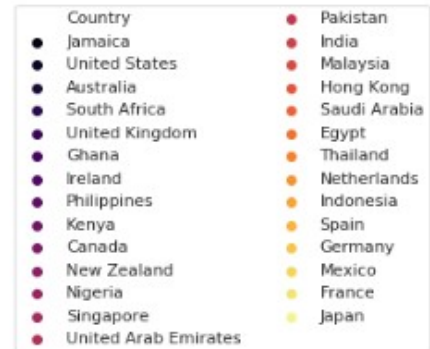 Country
Jamaica
United States
Australia
South Africa
United Kingdom
Ghana
Ireland
Philippines
Kenya
Canada
New Zealand
Nigeria
Singapore
United Arab Emirates
Pakistan
India
Malaysia
Hong Kong
Saudi Arabia
Egypt
Thailand
Netherlands
Indonesia
Spain
Germany
Mexico
France
Japan